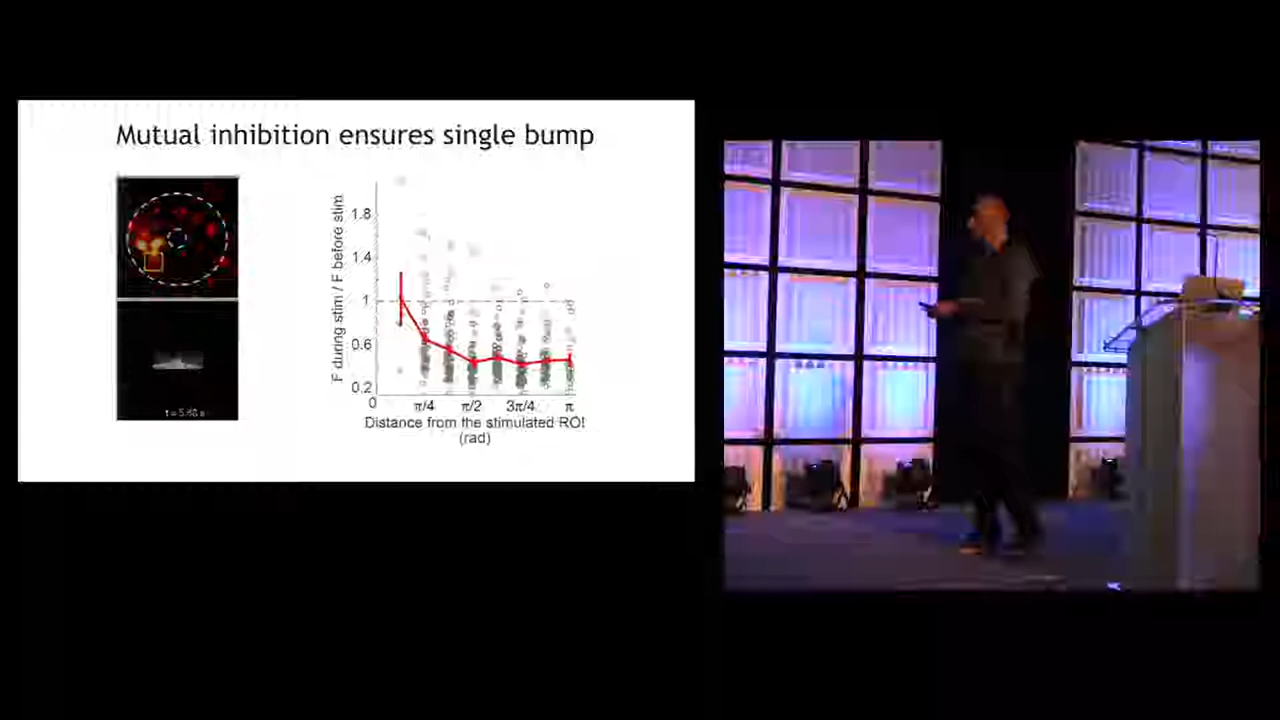 Mutual inhibition ensures single bump
F during stim / F before stim
1.8
1.4
1
0.6
0.2
0
π/4
π/2
3π/4
π
Distance from the stimulated ROI
(rad)